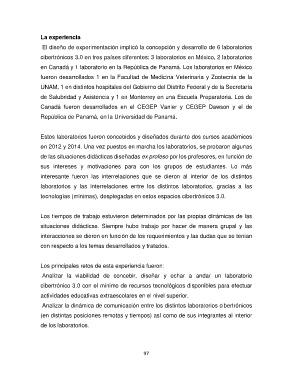 La experiencia
El diseño de experimentación implicó la concepción y desarrollo de 6 laboratorios
cibertrónicos 3.0 en tres países diferentes: 3 laboratorios en México, 2 laboratorios
en Canadá y 1 laboratorio en la República de Panamá. Los laboratorios en México
fueron desarrollados 1 en la Facultad de Medicina Veterinaria y Zootecnia de la
UNAM, 1 en distintos hospitales del Gobierno del Distrito Federal y de la Secretaría
de Salubridad y Asistencia y 1 en Monterrey en una Escuela Preparatoria. Los de
Canadá fueron desarrollados en el CEGEP Vanier y CEGEP Dawson y el de
República de Panamá, en la Universidad de Panamá.
Estos laboratorios fueron concebidos y diseñados durante dos cursos académicos
en 2012 y 2014. Una vez puestos en marcha los laboratorios, se probaron algunas
de las situaciones didácticas diseñadas ex profeso por los profesores, en función de
sus intereses y motivaciones para con los grupos de estudiantes. Lo más
interesante fueron las interrelaciones que se dieron al interior de los distintos
laboratorios y las interrelaciones entre los distintos laboratorios, gracias a las
tecnologías (mínimas), desplegadas en estos espacios cibertrónicos 3.0.
Los tiempos de trabajo estuvieron determinados por las propias dinámicas de las
situaciones didácticas. Siempre hubo trabajo por hacer de manera grupal y las
interacciones se dieron en función de los requerimientos y las dudas que se tenían
con respecto a los temas desarrollados y tratados.
Los principales retos de esta experiencia fueron:
Analizar la viabilidad de concebir, diseñar y echar a andar un laboratorio
cibertrónico 3.0 con el mínimo de recursos tecnológicos disponibles para efectuar
actividades educativas extraescolares en el nivel superior.
Analizar la dinámica de comunicación entre los distintos laboratorios cibertrónicos
(en distintas posiciones remotas y tiempos) así como de sus integrantes al interior
de los laboratorios.
97